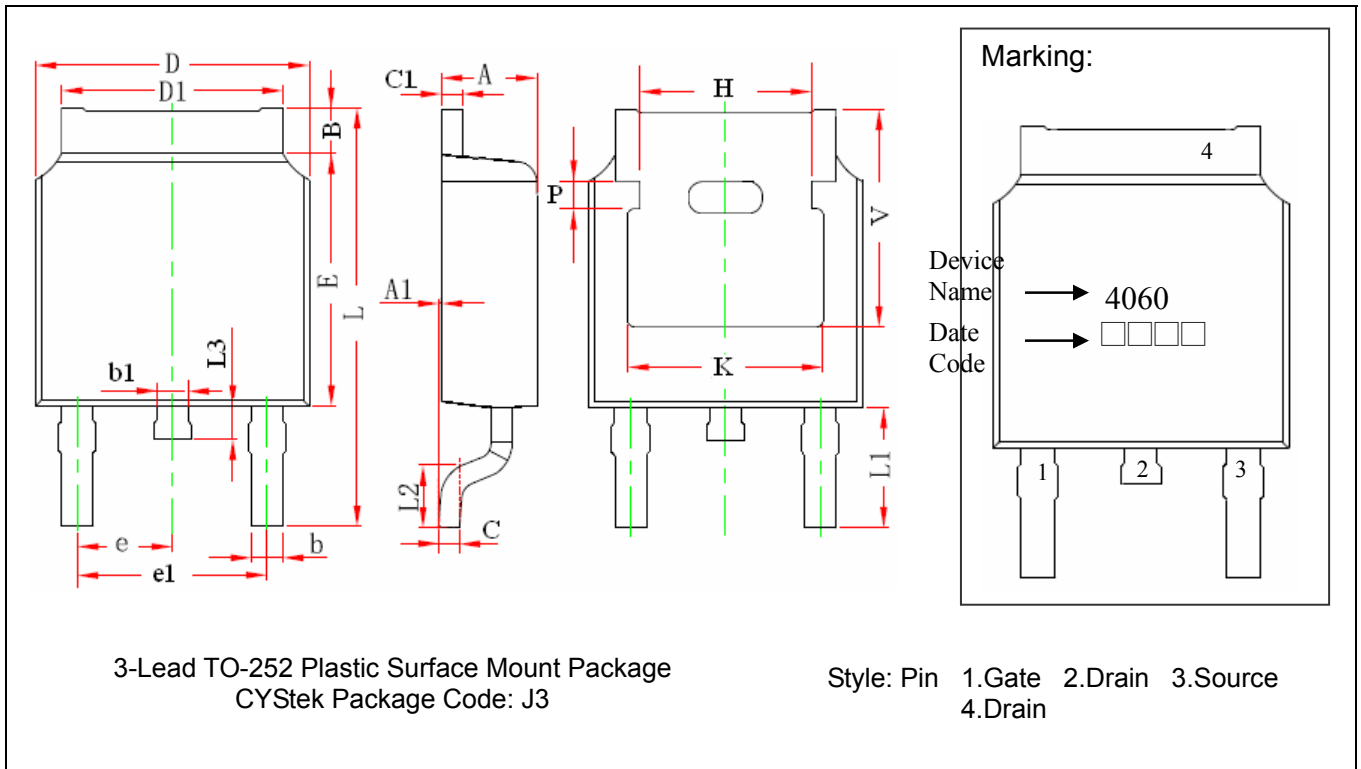 D
D1
B
E
L
L3
b1
e
e1
b
C1
A
A1
L2
C
H
P
V
K
L1
Marking:
4
Device
Name
4060
Date
Code
□□□□
1
2
3
3-Lead TO-252 Plastic Surface Mount Package
CYStek Package Code: J3
Style: Pin 1.Gate 2.Drain 3.Source
4.Drain